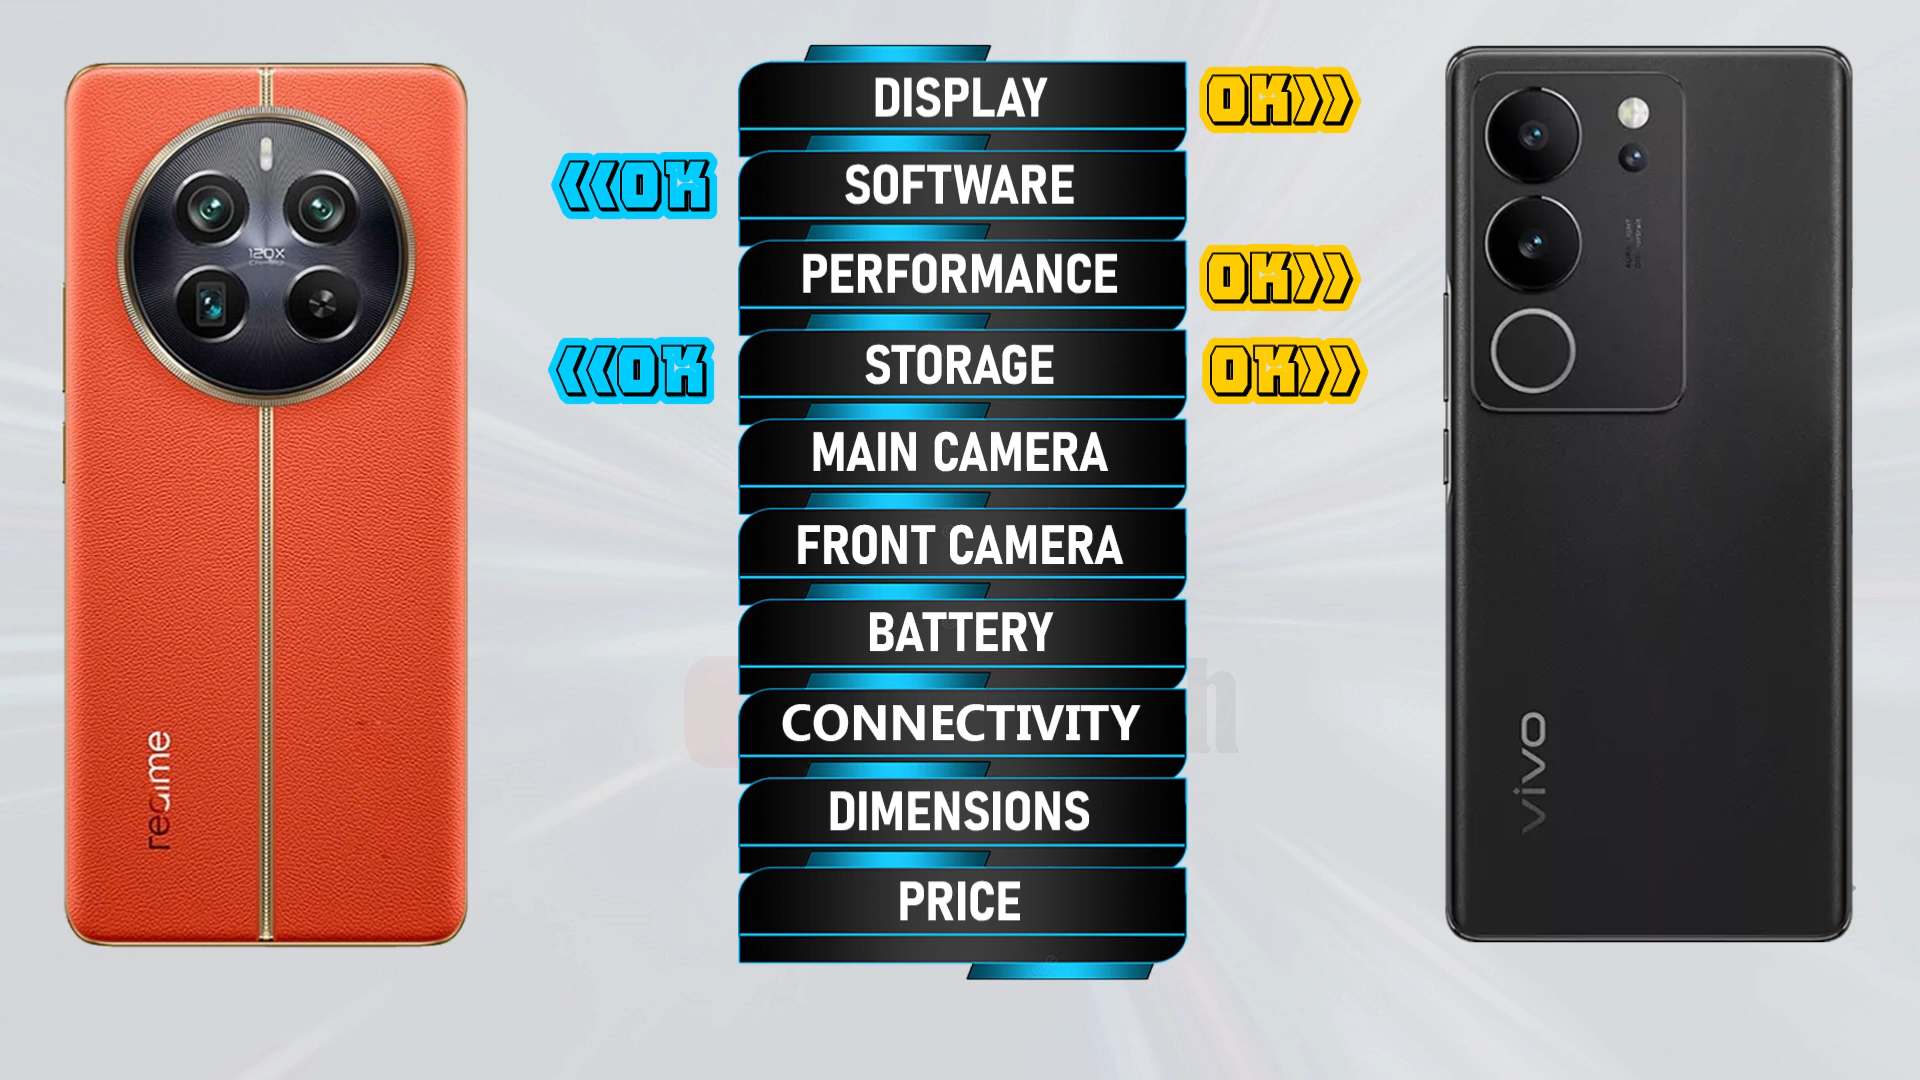 DISPLAY OK
OK SOFTWARE
PERFORMANCE OK
120X
OK STORAGE OK
MAIN CAMERA
FRONT CAMERA
BATTERY
CONNECTIVITY
DIMENSIONS
PRICE
realme
vivo